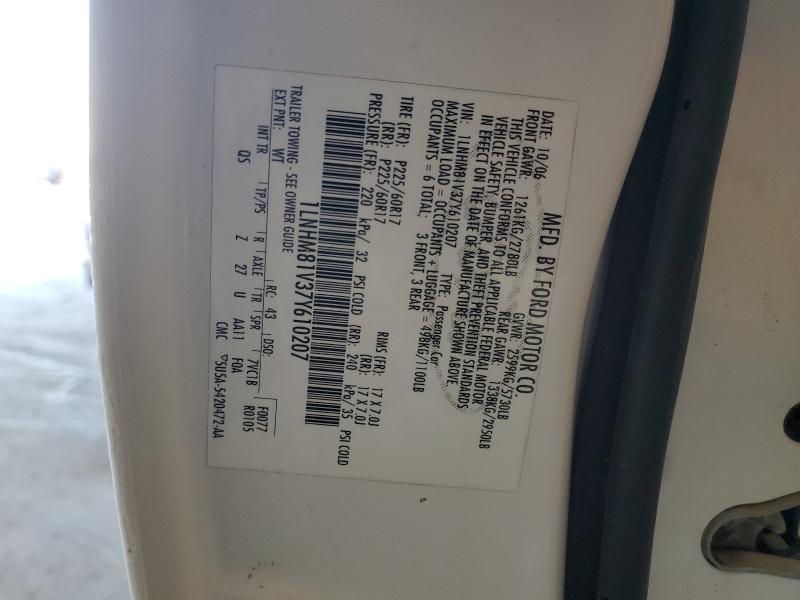 MFD. BY FORD MOTOR CO
DATE: 10/06 GVWR: 2599KG/5730LB
FRONT GAWR: 1261KG/2780LB REAR GAWR: 1338KG/2950LB
THIS VEHICLE CONFORMS TO ALL APPLICABLE FEDERAL MOTOR
VEHICLE SAFETY, BUMPER, AND THEFT PREVENTION STANDARDS
IN EFFECT ON THE DATE OF MANUFACTURE SHOWN ABOVE.
VIN: 1LNHM81V37Y610207 TYPE: Passenger Car
MAXIMUM LOAD = OCCUPANTS + LUGGAGE = 498KG/1100LB
OCCUPANTS = 6 TOTAL; 3 FRONT, 3 REAR
TIRE (FR): P225/60R17 RIMS (FR): 17 X 7.0J
(RR): P225/60R17 (RR): 17 X 7.0J
PRESSURE (FR): 220 kPa/ 32 PSI COLD (RR): 240 kPa/ 35 PSI COLD
1LNHM81V37Y610207
TRAILER TOWING - SEE OWNER GUIDE
EXT PNT: WT RC: 43 DSO: F0077
R0105
INT TR TP/PS R AXLE TR SPR 7VC1B
QS Z 27 U AA11 F0A
CMC ▽5U5A-5420472-AA